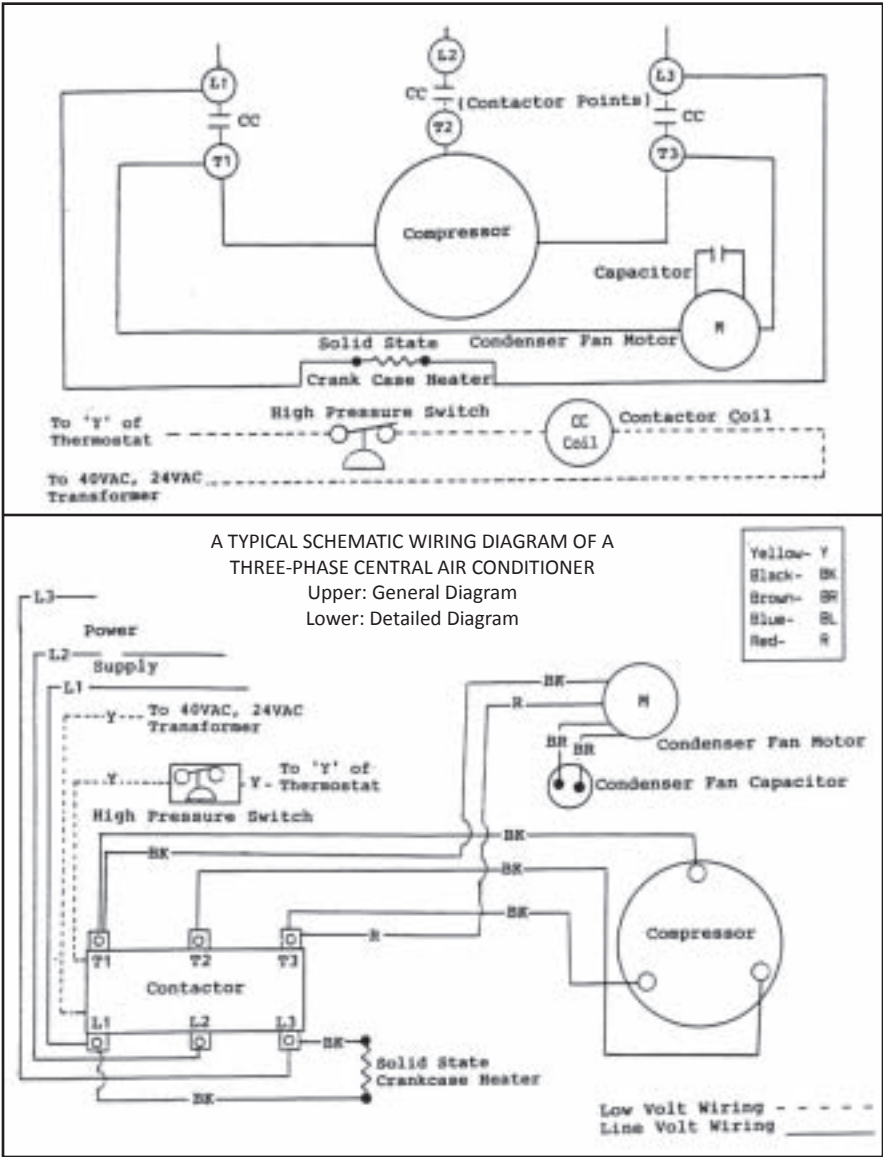 L1
L2
L3
CC
CC
(Contactor Points)
CC
T1
T2
T3
Compressor
Capacitor
M
Solid State
Condenser Fan Motor
Crank Case Heater
To 'Y' of
Thermostat
High Pressure Switch
CC
Coil
Contactor Coil
To 40VAC, 24VAC
Transformer
A TYPICAL SCHEMATIC WIRING DIAGRAM OF A
THREE-PHASE CENTRAL AIR CONDITIONER
Upper: General Diagram
Lower: Detailed Diagram
Yellow- Y
Black- BK
Brown- BR
Blue- BL
Red- R
L3
Power
L2
Supply
L1
Y
To 40VAC, 24VAC
Transformer
Y
Y
To 'Y' of
Thermostat
High Pressure Switch
BK
R
M
BR
BR
Condenser Fan Motor
Condenser Fan Capacitor
BK
BK
BK
BK
R
T1
T2
T3
Contactor
L1
L2
L3
Compressor
BK
Solid State
Crankcase Heater
BK
Low Volt Wiring
Line Volt Wiring